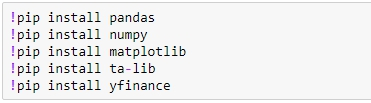 !pip install pandas
!pip install numpy
!pip install matplotlib
!pip install ta-lib
!pip install yfinance